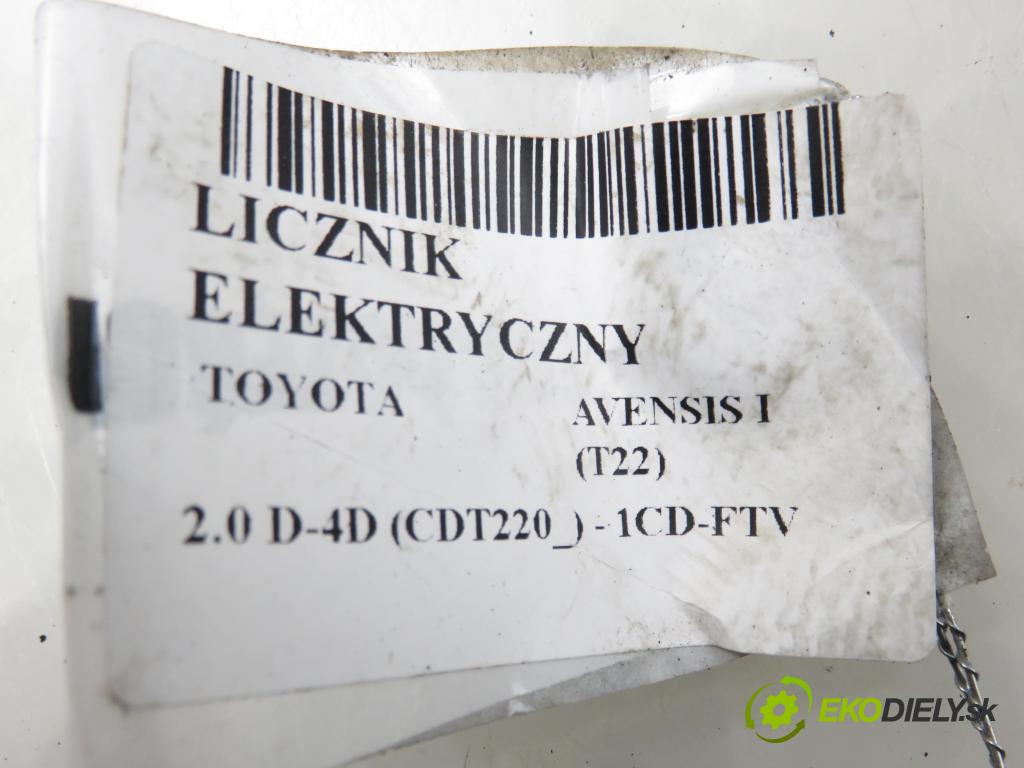 LICZNIK
ELEKTRYCZNY
TOYOTA AVENSIS I
(T22)
2.0 D-4D (CDT220_) - 1CD-FTV
EKODIELY.sk